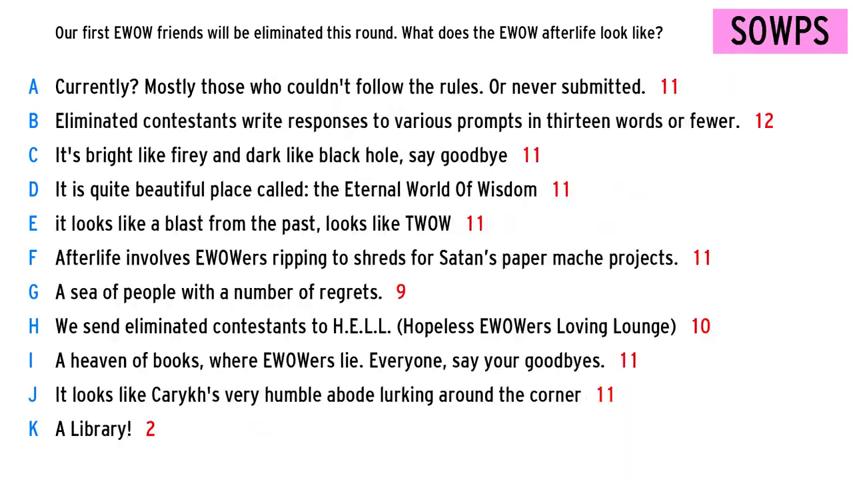 Our first EWOW friends will be eliminated this round. What does the EWOW afterlife look like?
SOWPS
A Currently? Mostly those who couldn't follow the rules. Or never submitted. 11
B Eliminated contestants write responses to various prompts in thirteen words or fewer. 12
C It's bright like firey and dark like black hole, say goodbye 11
D It is quite beautiful place called: the Eternal World Of Wisdom 11
E it looks like a blast from the past, looks like TWOW 11
F Afterlife involves EWOWers ripping to shreds for Satan's paper mache projects. 11
G A sea of people with a number of regrets. 9
H We send eliminated contestants to H.E.L.L. (Hopeless EWOWers Loving Lounge) 10
I A heaven of books, where EWOWers lie. Everyone, say your goodbyes. 11
J It looks like Carykh's very humble abode lurking around the corner 11
K A Library! 2